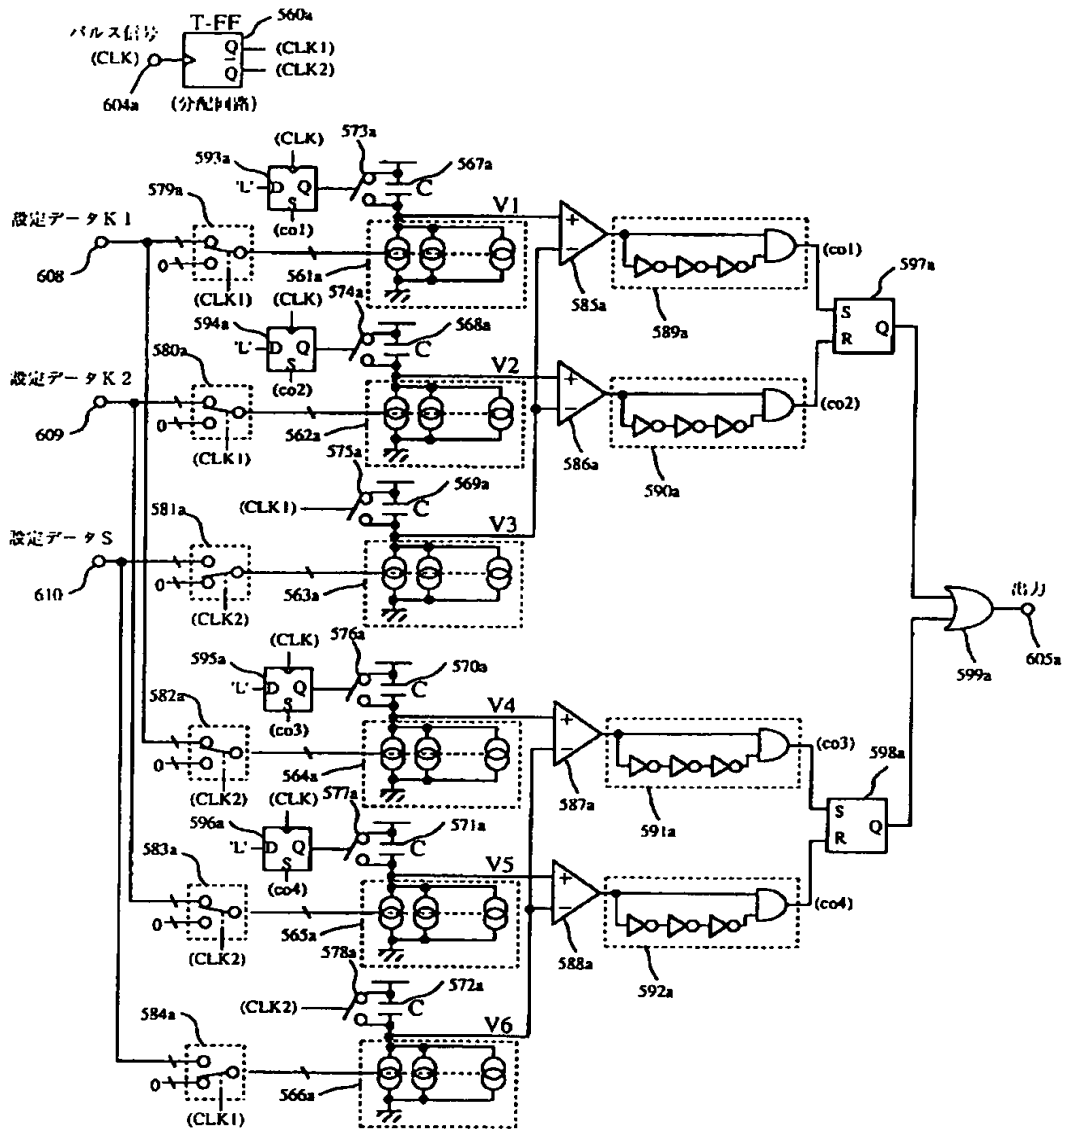 T-FF
560a
パルス信号
(CLK)
Q
Q
(CLK1)
(CLK2)
604a
(分配回路)
(CLK)
573a
593a
567a
'L'
D
Q
S
C
579a
(co1)
V1
設定データK1
608
0
(CLK1)
561a
(co1)
585a
589a
597a
S
R
Q
(CLK)
574a
594a
568a
'L'
D
Q
S
C
580a
(co2)
V2
設定データK2
609
0
(CLK1)
562a
(co2)
586a
590a
575a
(CLK1)
569a
C
581a
V3
設定データS
610
0
(CLK2)
563a
出力
605a
599a
(CLK)
576a
595a
570a
'L'
D
Q
S
C
582a
(co3)
V4
0
(CLK2)
564a
(co3)
587a
591a
598a
S
R
Q
(CLK)
577a
596a
571a
'L'
D
Q
S
C
583a
(co4)
V5
0
(CLK2)
565a
(co4)
588a
592a
578a
(CLK2)
572a
C
584a
V6
0
(CLK1)
566a